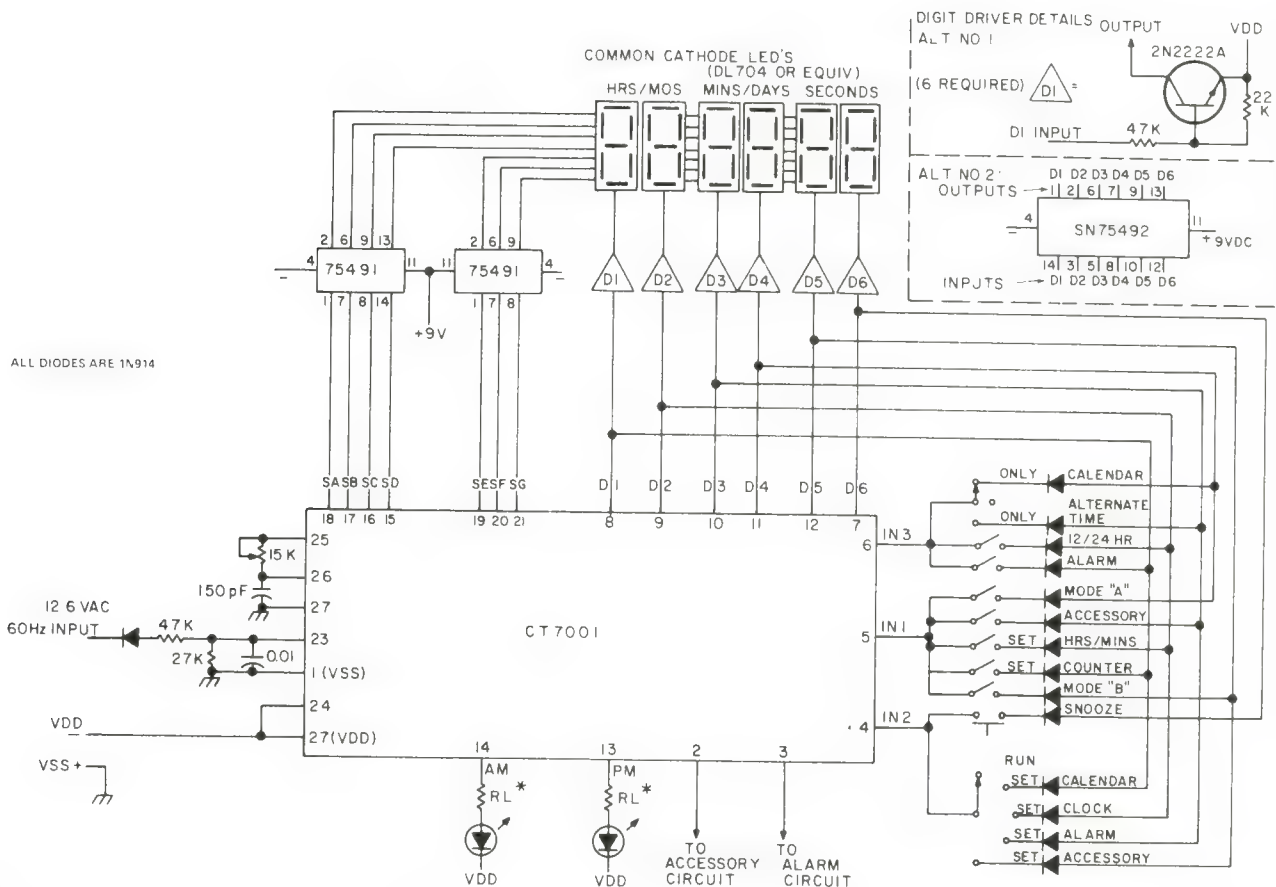 DIGIT DRIVER DETAILS
ALT NO 1
OUTPUT
VDD
2N2222A
(6 REQUIRED) D1 =
22
K
D1 INPUT
47K
ALT NO 2
OUTPUTS
D1 D2 D3 D4 D5 D6
1 2 6 7 9 13
4
SN75492
11
+9VDC
14 3 5 8 10 12
INPUTS
D1 D2 D3 D4 D5 D6
COMMON CATHODE LED'S
(DL704 OR EQUIV)
HRS/MOS MINS/DAYS SECONDS
2 6 9 13
4 75491 11
1 7 8 14
2 6 9
11 75491 4
1 7 8
+9V
D1 D2 D3 D4 D5 D6
ALL DIODES ARE 1N914
SA SB SC SD
SE SF SG
D1 D2 D3 D4 D5 D6
18 17 16 15
19 20 21
8 9 10 11 12 7
25
15K
26
150pF
27
12 6 VAC
60Hz INPUT
47K
23
27K
0.01
1 (VSS)
24
VDD
27(VDD)
VSS +
CT7001
6 IN3
5 IN1
4 IN2
ONLY CALENDAR
ALTERNATE
ONLY TIME
12/24 HR
ALARM
MODE "A"
ACCESSORY
SET HRS/MINS
SET COUNTER
MODE "B"
SNOOZE
RUN
SET CALENDAR
SET CLOCK
SET ALARM
SET ACCESSORY
14 13 2 3
AM
RL*
VDD
PM
RL*
VDD
TO
ACCESSORY
CIRCUIT
TO
ALARM
CIRCUIT